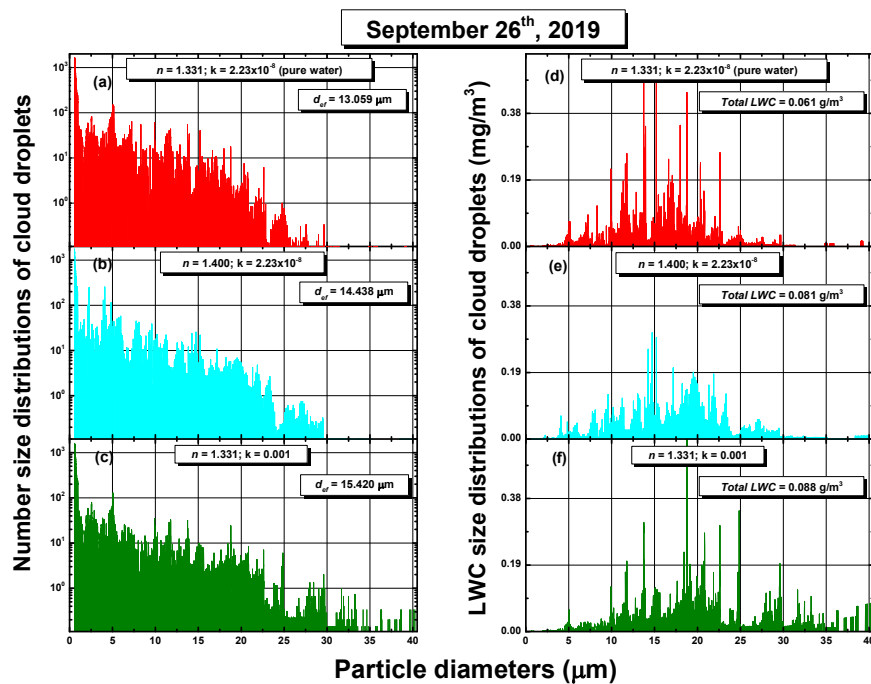 September 26th, 2019
Number size distributions of cloud droplets
(a)
n = 1.331; k = 2.23x10-8 (pure water)
def = 13.059 μm
103
102
101
100
(b)
n = 1.400; k = 2.23x10-8
def = 14.438 μm
103
102
101
100
(c)
n = 1.331; k = 0.001
def = 15.420 μm
103
102
101
100
0 5 10 15 20 25 30 35 40
LWC size distributions of cloud droplets (mg/m3)
(d)
n = 1.331; k = 2.23x10-8 (pure water)
Total LWC = 0.061 g/m3
0.38
0.19
0.00
(e)
n = 1.400; k = 2.23x10-8
Total LWC = 0.081 g/m3
0.38
0.19
0.00
(f)
n = 1.331; k = 0.001
Total LWC = 0.088 g/m3
0.38
0.19
0.00
0 5 10 15 20 25 30 35 40
Particle diameters (μm)